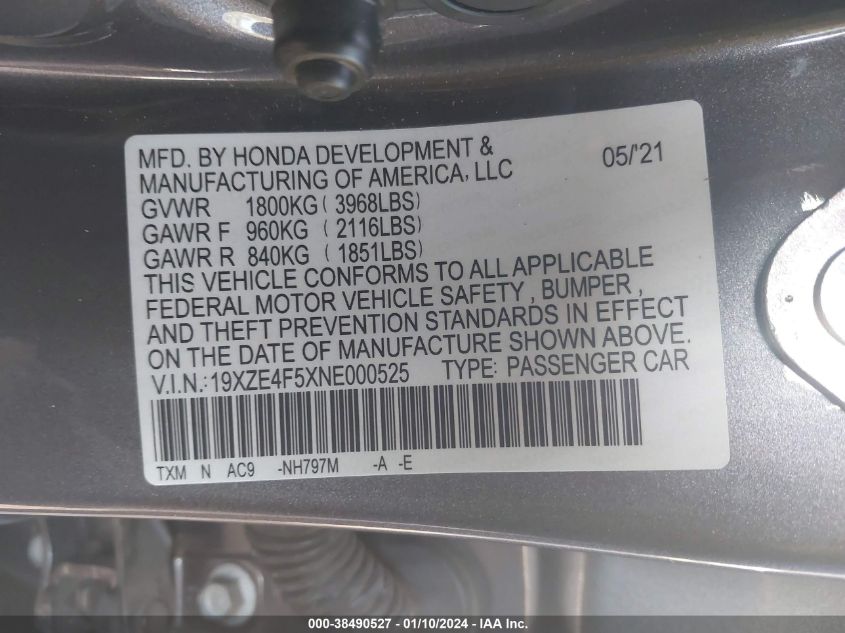 MFD. BY HONDA DEVELOPMENT & 05/'21
MANUFACTURING OF AMERICA, LLC
GVWR 1800KG ( 3968LBS)
GAWR F 960KG ( 2116LBS)
GAWR R 840KG ( 1851LBS)
THIS VEHICLE CONFORMS TO ALL APPLICABLE
FEDERAL MOTOR VEHICLE SAFETY , BUMPER ,
AND THEFT PREVENTION STANDARDS IN EFFECT
ON THE DATE OF MANUFACTURE SHOWN ABOVE.
V.I.N.:19XZE4F5XNE000525 TYPE: PASSENGER CAR
TXM N AC9 -NH797M -A -E
000-38490527 - 01/10/2024 - IAA, Inc.